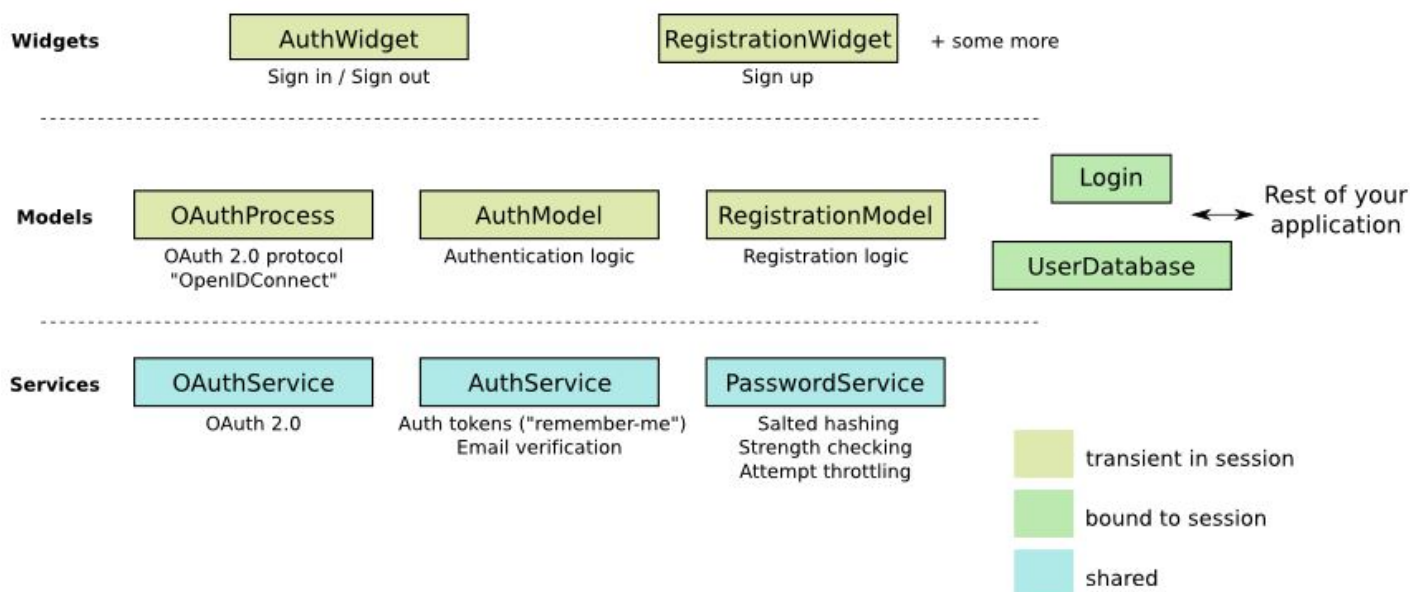 Widgets
AuthWidget
Sign in / Sign out
RegistrationWidget
Sign up
+ some more
Models
OAuthProcess
OAuth 2.0 protocol
"OpenIDConnect"
AuthModel
Authentication logic
RegistrationModel
Registration logic
Login
UserDatabase
Rest of your
application
Services
OAuthService
OAuth 2.0
AuthService
Auth tokens ("remember-me")
Email verification
PasswordService
Salted hashing
Strength checking
Attempt throttling
transient in session
bound to session
shared